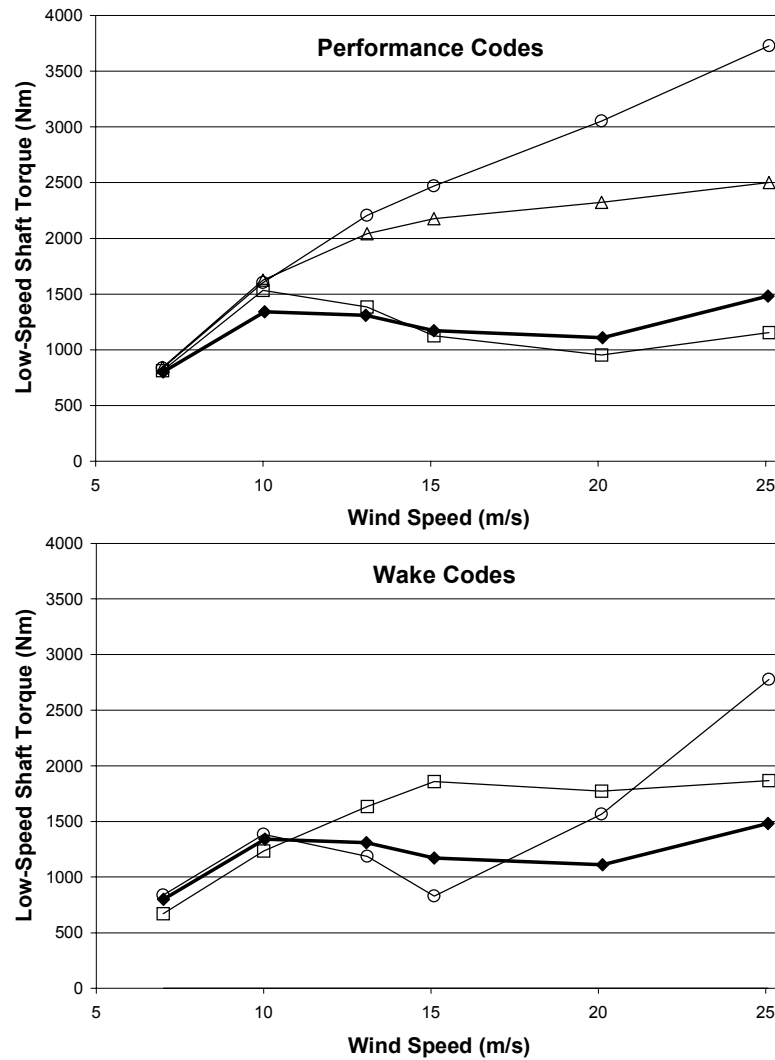 Performance Codes
Low-Speed Shaft Torque (Nm)
4000
3500
3000
2500
2000
1500
1000
500
0
5 10 15 20 25
Wind Speed (m/s)
Wake Codes
Low-Speed Shaft Torque (Nm)
4000
3500
3000
2500
2000
1500
1000
500
0
5 10 15 20 25
Wind Speed (m/s)